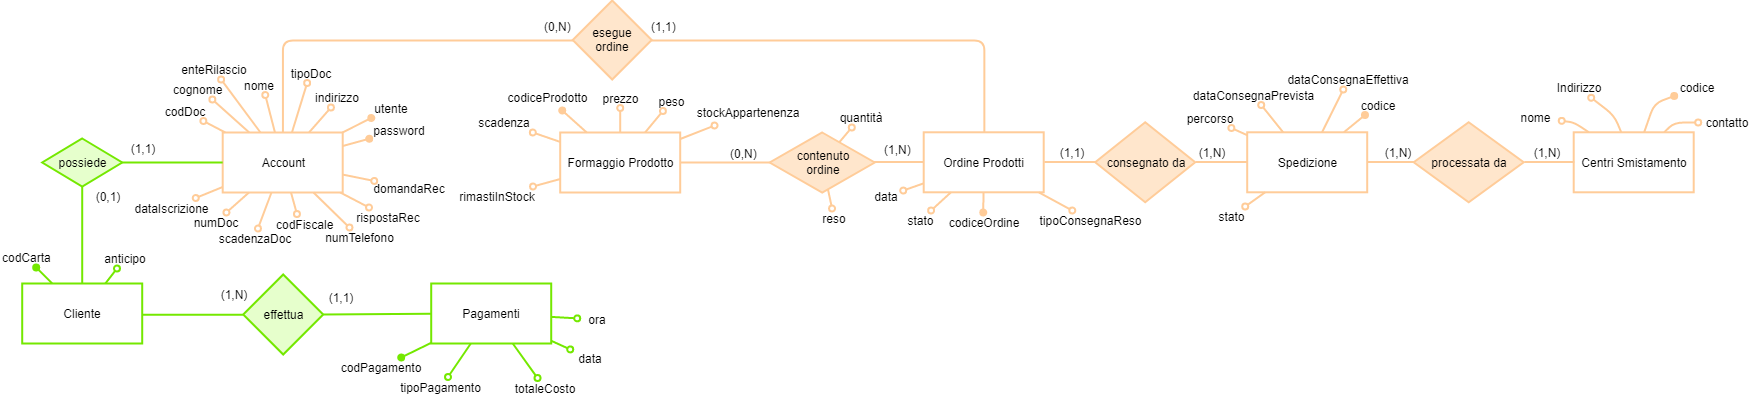 (0,N)
esegue
ordine
(1,1)
enteRilascio
cognome
codDoc
nome
tipoDoc
indirizzo
utente
password
Account
domandaRec
rispostaRec
numTelefono
codFiscale
scadenzaDoc
numDoc
dataIscrizione
possiede
(1,1)
(0,1)
codiceProdotto
prezzo
peso
stockAppartenenza
scadenza
Formaggio Prodotto
rimastiInStock
(0,N)
quantità
contenuto
ordine
reso
(1,N)
Ordine Prodotti
data
stato
codiceOrdine
tipoConsegnaReso
(1,1)
consegnato da
(1,N)
dataConsegnaEffettiva
dataConsegnaPrevista
codice
percorso
Spedizione
stato
(1,N)
processata da
(1,N)
Indirizzo
codice
nome
contatto
Centri Smistamento
codCarta
anticipo
Cliente
(1,N)
effettua
(1,1)
Pagamenti
ora
data
codPagamento
tipoPagamento
totaleCosto